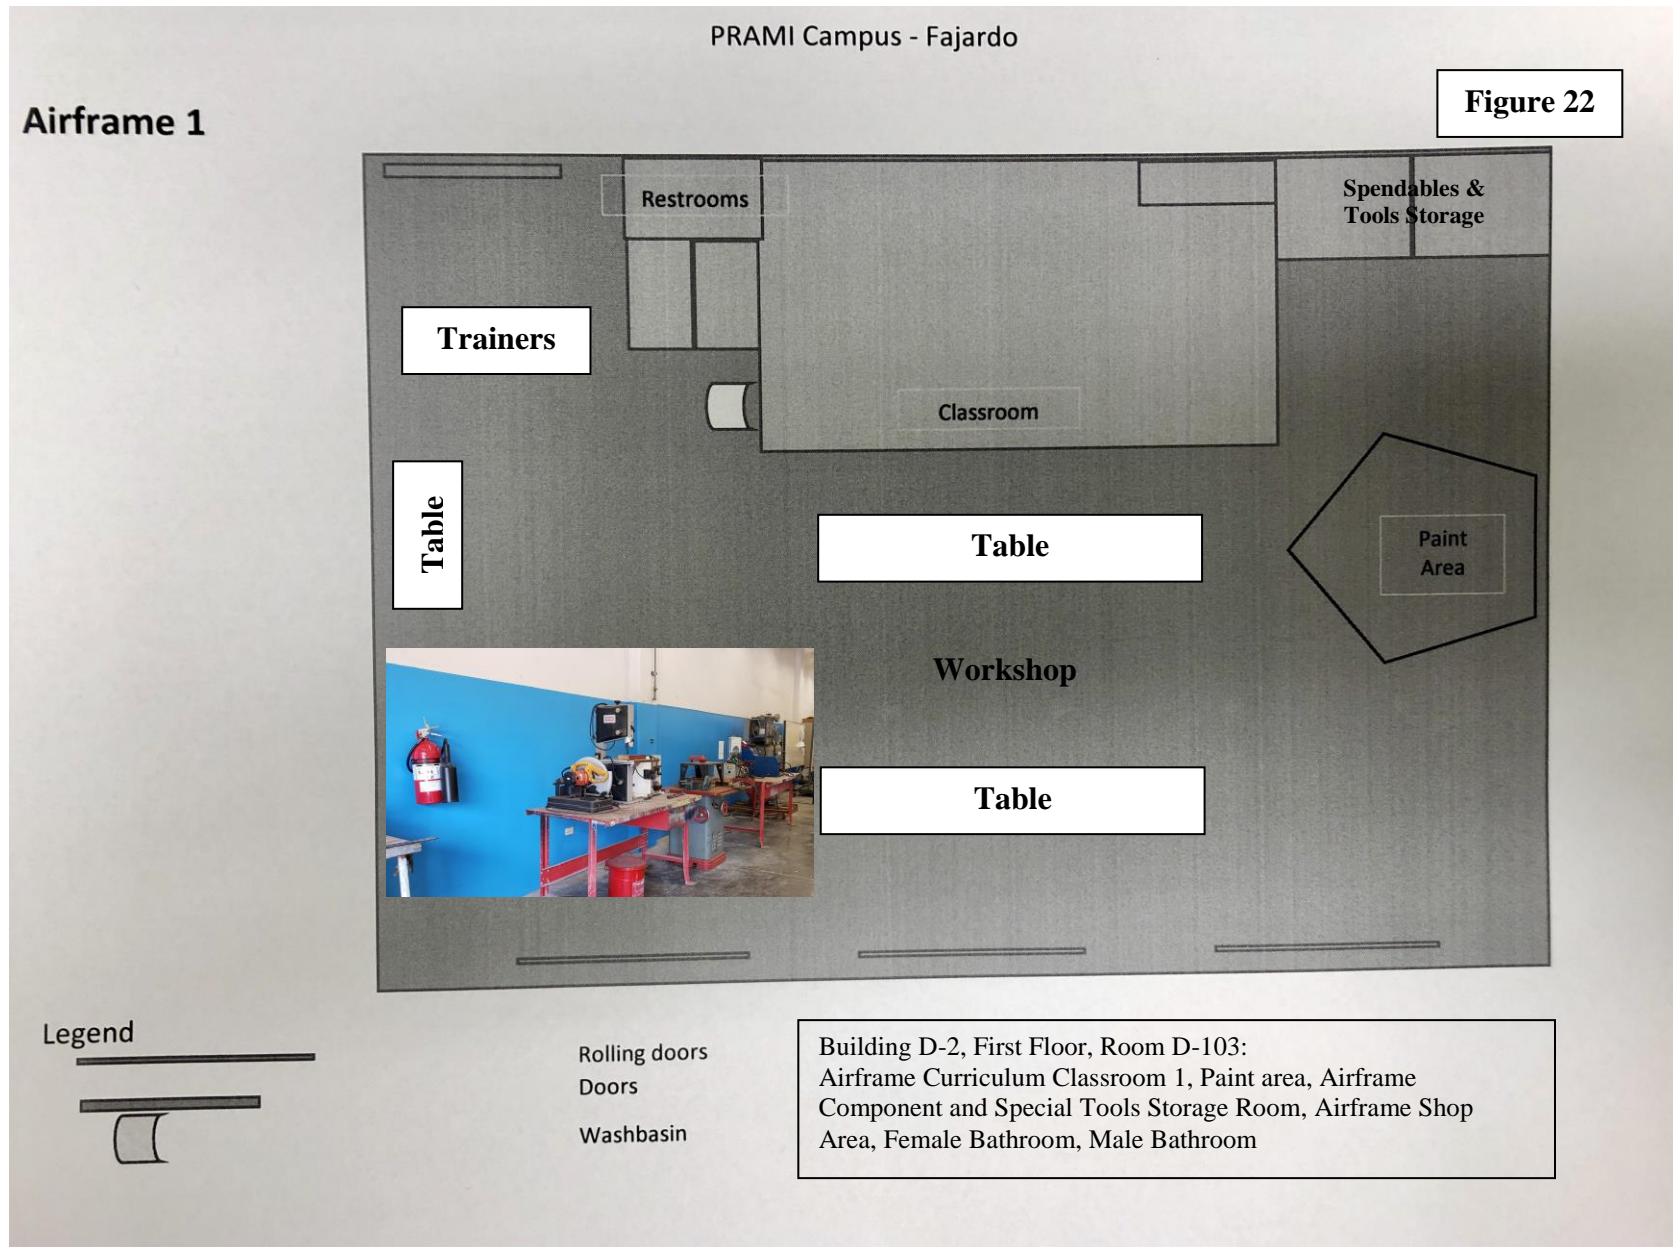 PRAMI Campus - Fajardo
Figure 22
Airframe 1
Restrooms
Spendables &
Tools Storage
Trainers
Classroom
Table
Table
Paint
Area
Workshop
Table
Legend
Rolling doors
Doors
Washbasin
Building D-2, First Floor, Room D-103:
Airframe Curriculum Classroom 1, Paint area, Airframe
Component and Special Tools Storage Room, Airframe Shop
Area, Female Bathroom, Male Bathroom